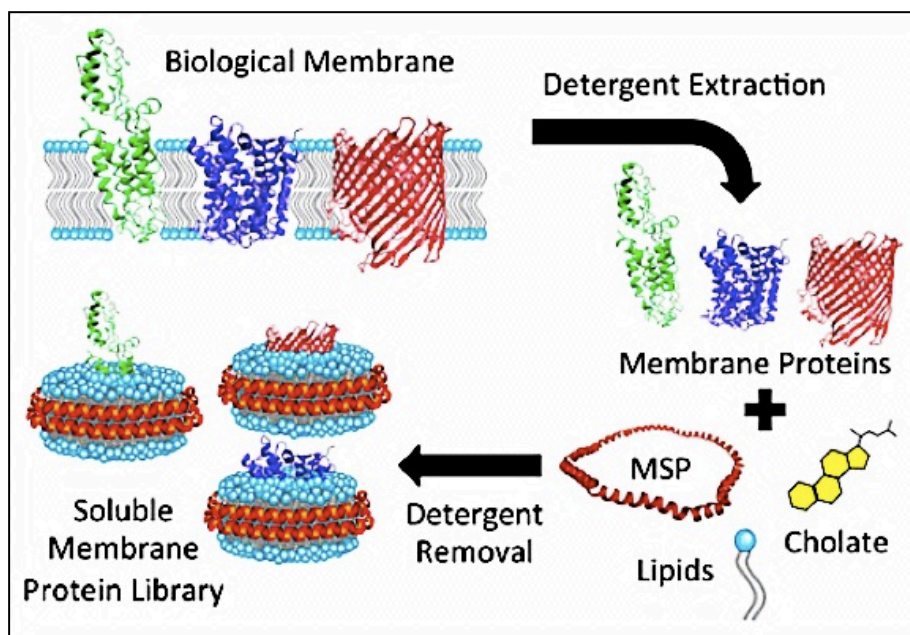 Biological Membrane
Detergent Extraction
Membrane Proteins
MSP
Cholate
Lipids
Detergent
Removal
Soluble
Membrane
Protein Library